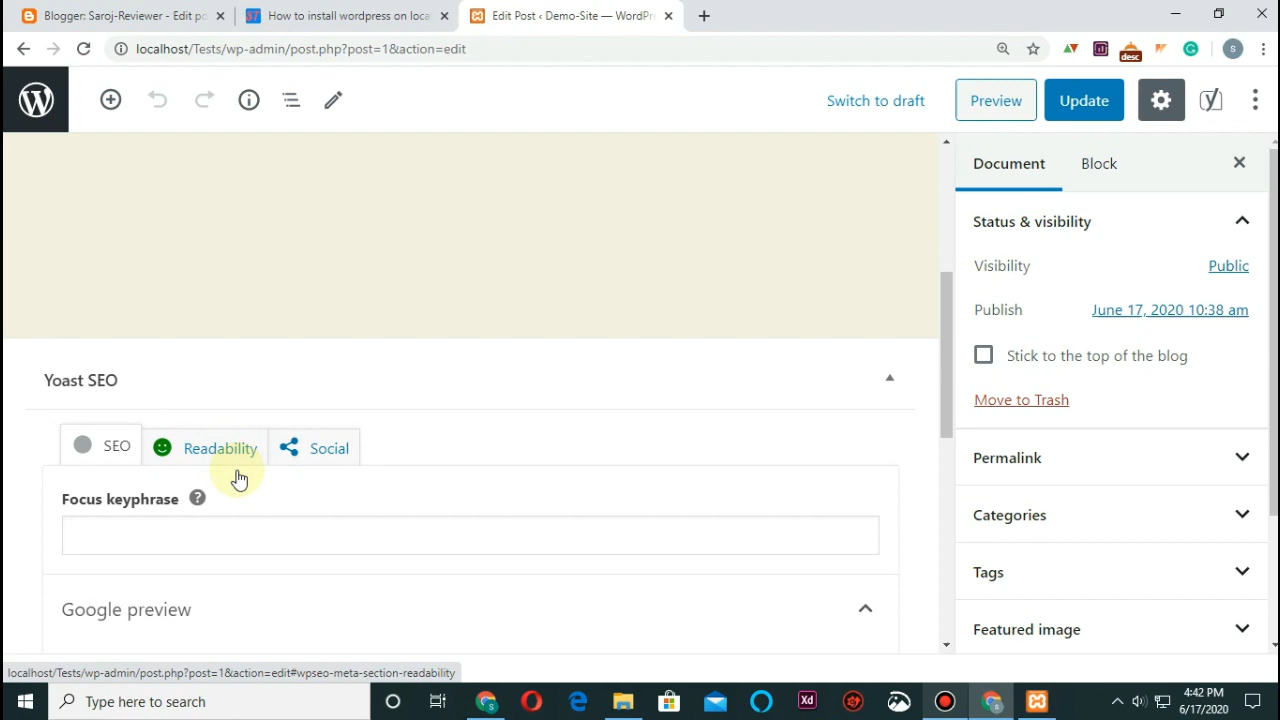 Blogger: Saroj-Reviewer - Edit po
How to install wordpress on loca
Edit Post ‹ Demo-Site — WordPr
localhost/Tests/wp-admin/post.php?post=1&action=edit
desc
S
Switch to draft
Preview
Update
Document
Block
Status & visibility
Visibility
Public
Publish
June 17, 2020 10:38 am
Stick to the top of the blog
Move to Trash
Permalink
Categories
Tags
Featured image
Yoast SEO
SEO
Readability
Social
Focus keyphrase
Google preview
localhost/Tests/wp-admin/post.php?post=1&action=edit#wpseo-meta-section-readability
Type here to search
Xd
4:42 PM
6/17/2020